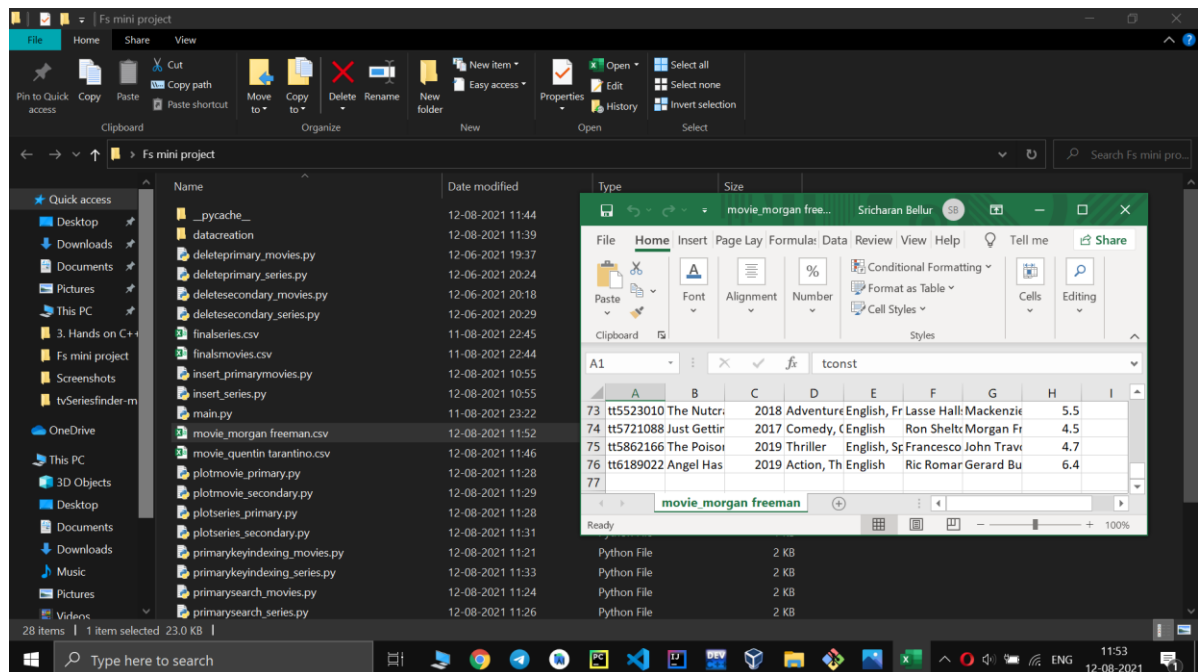 Fs mini project
File Home Share View
Pin to Quick access
Copy
Paste
Cut
Copy path
Paste shortcut
Clipboard
Move to
Copy to
Delete
Rename
Organize
New folder
New item
Easy access
New
Properties
Open
Edit
History
Open
Select all
Select none
Invert selection
Select
Fs mini project
Search Fs mini pro...
Quick access
Desktop
Downloads
Documents
Pictures
This PC
3. Hands on C++
Fs mini project
Screenshots
tvSeriesfinder-m
OneDrive
This PC
3D Objects
Desktop
Documents
Downloads
Music
Pictures
Videos
Name Date modified Type Size
__pycache__ 12-08-2021 11:44
datacreation 12-08-2021 11:39
deleteprimary_movies.py 12-06-2021 19:37
deleteprimary_series.py 12-06-2021 20:24
deletesecondary_movies.py 12-06-2021 20:18
deletesecondary_series.py 12-06-2021 20:29
finalseries.csv 11-08-2021 22:45
finalsmovies.csv 11-08-2021 22:44
insert_primarymovies.py 12-08-2021 10:55
insert_series.py 12-08-2021 10:55
main.py 11-08-2021 23:22
movie_morgan freeman.csv 12-08-2021 11:52
movie_quentin tarantino.csv 12-08-2021 11:46
plotmovie_primary.py 12-08-2021 11:28
plotmovie_secondary.py 12-08-2021 11:29
plotseries_primary.py 12-08-2021 11:28
plotseries_secondary.py 12-08-2021 11:31
primarykeyindexing_movies.py 12-08-2021 11:21 Python File 2 KB
primarykeyindexing_series.py 12-08-2021 11:33 Python File 2 KB
primarysearch_movies.py 12-08-2021 11:24 Python File 2 KB
primarysearch_series.py 12-08-2021 11:26 Python File 2 KB
movie_morgan free... Sricharan Bellur SB
File Home Insert Page Lay Formula: Data Review View Help Tell me Share
Paste
Clipboard
Font
Alignment
Number
Conditional Formatting
Format as Table
Cell Styles
Styles
Cells
Editing
A1 fx tconst
A B C D E F G H I
73 tt5523010 The Nutcr 2018 Adventure English, Fr Lasse Hall: Mackenzie 5.5
74 tt5721088 Just Gettin 2017 Comedy, C English Ron Shelto Morgan Fr 4.5
75 tt5862166 The Poison 2019 Thriller English, Sp Francesco John Travo 4.7
76 tt6189022 Angel Has 2019 Action, Th English Ric Roman Gerard Bu 6.4
77
movie_morgan freeman
Ready 100%
28 items 1 item selected 23.0 KB
Type here to search
ENG
11:53
12-08-2021